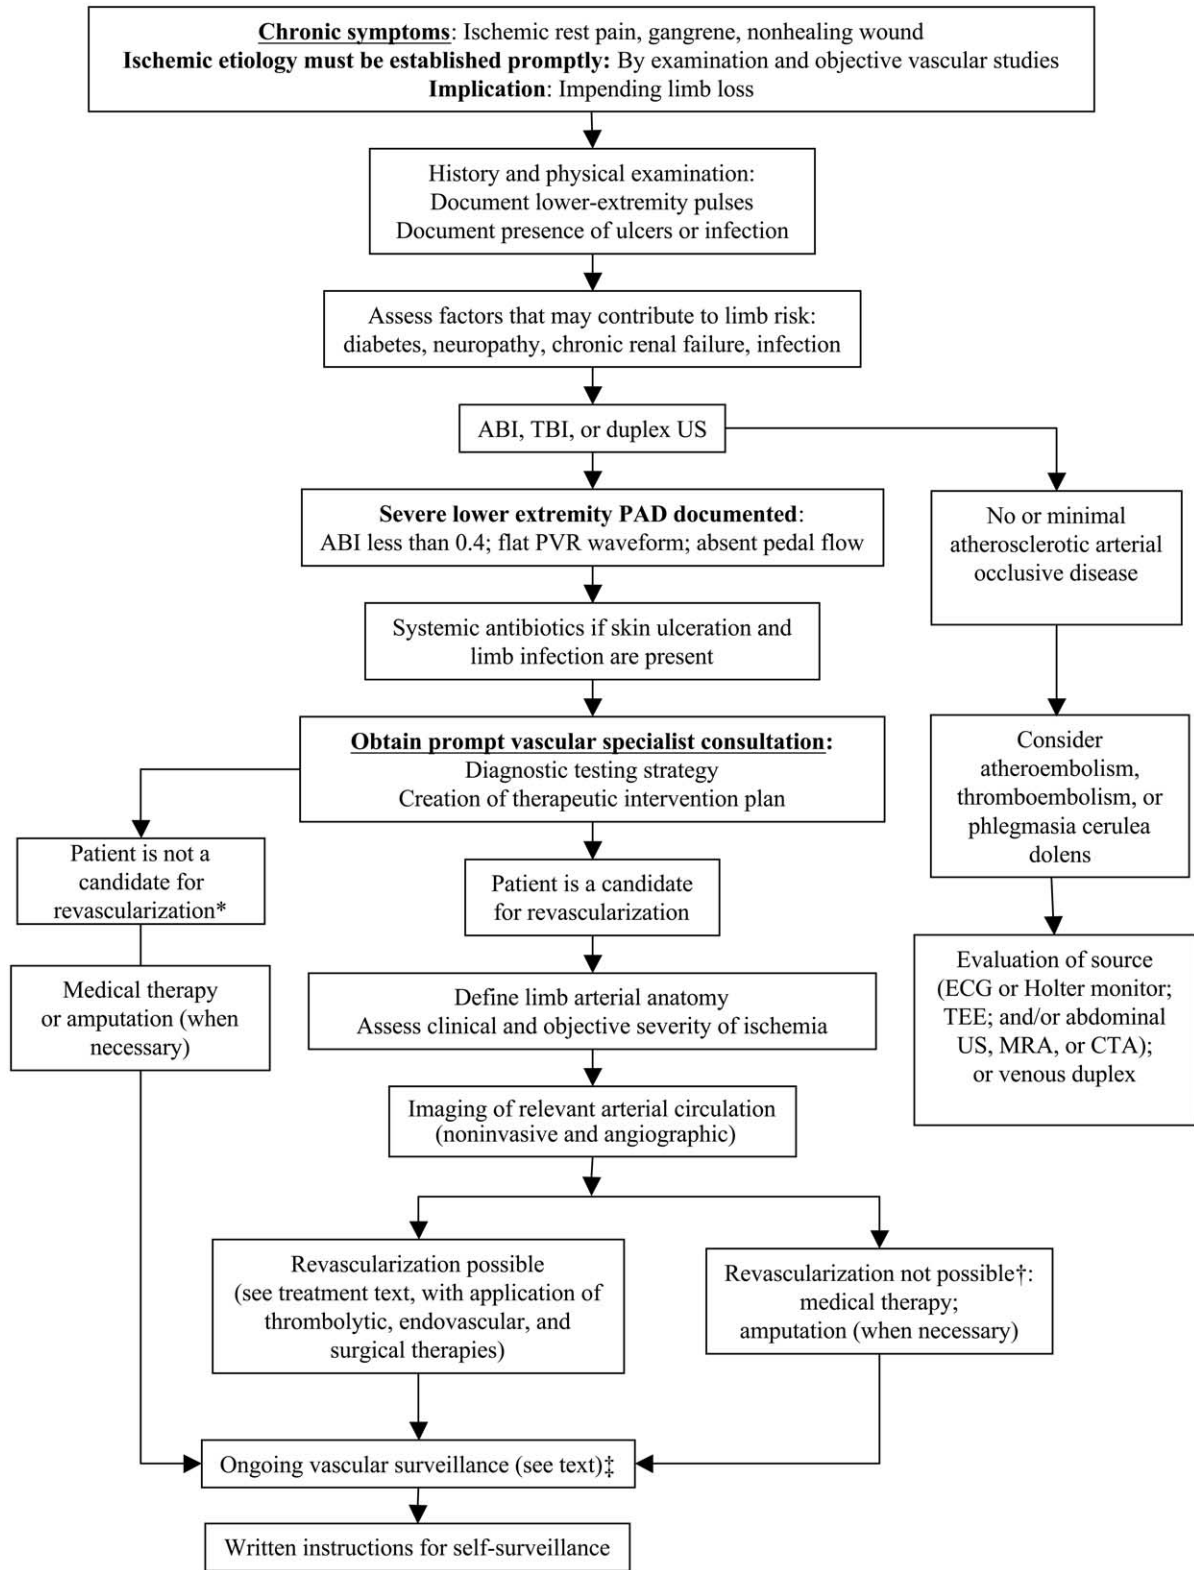 Chronic symptoms: Ischemic rest pain, gangrene, nonhealing wound
Ischemic etiology must be established promptly: By examination and objective vascular studies
Implication: Impending limb loss
History and physical examination:
Document lower-extremity pulses
Document presence of ulcers or infection
Assess factors that may contribute to limb risk:
diabetes, neuropathy, chronic renal failure, infection
ABI, TBI, or duplex US
Severe lower extremity PAD documented:
ABI less than 0.4; flat PVR waveform; absent pedal flow
No or minimal
atherosclerotic arterial
occlusive disease
Systemic antibiotics if skin ulceration and
limb infection are present
Obtain prompt vascular specialist consultation:
Diagnostic testing strategy
Creation of therapeutic intervention plan
Consider
atheroembolism,
thromboembolism, or
phlegmasia cerulea
dolens
Patient is not a
candidate for
revascularization*
Patient is a candidate
for revascularization
Medical therapy
or amputation (when
necessary)
Define limb arterial anatomy
Assess clinical and objective severity of ischemia
Evaluation of source
(ECG or Holter monitor;
TEE; and/or abdominal
US, MRA, or CTA);
or venous duplex
Imaging of relevant arterial circulation
(noninvasive and angiographic)
Revascularization possible
(see treatment text, with application of
thrombolytic, endovascular, and
surgical therapies)
Revascularization not possible†:
medical therapy;
amputation (when necessary)
Ongoing vascular surveillance (see text)‡
Written instructions for self-surveillance